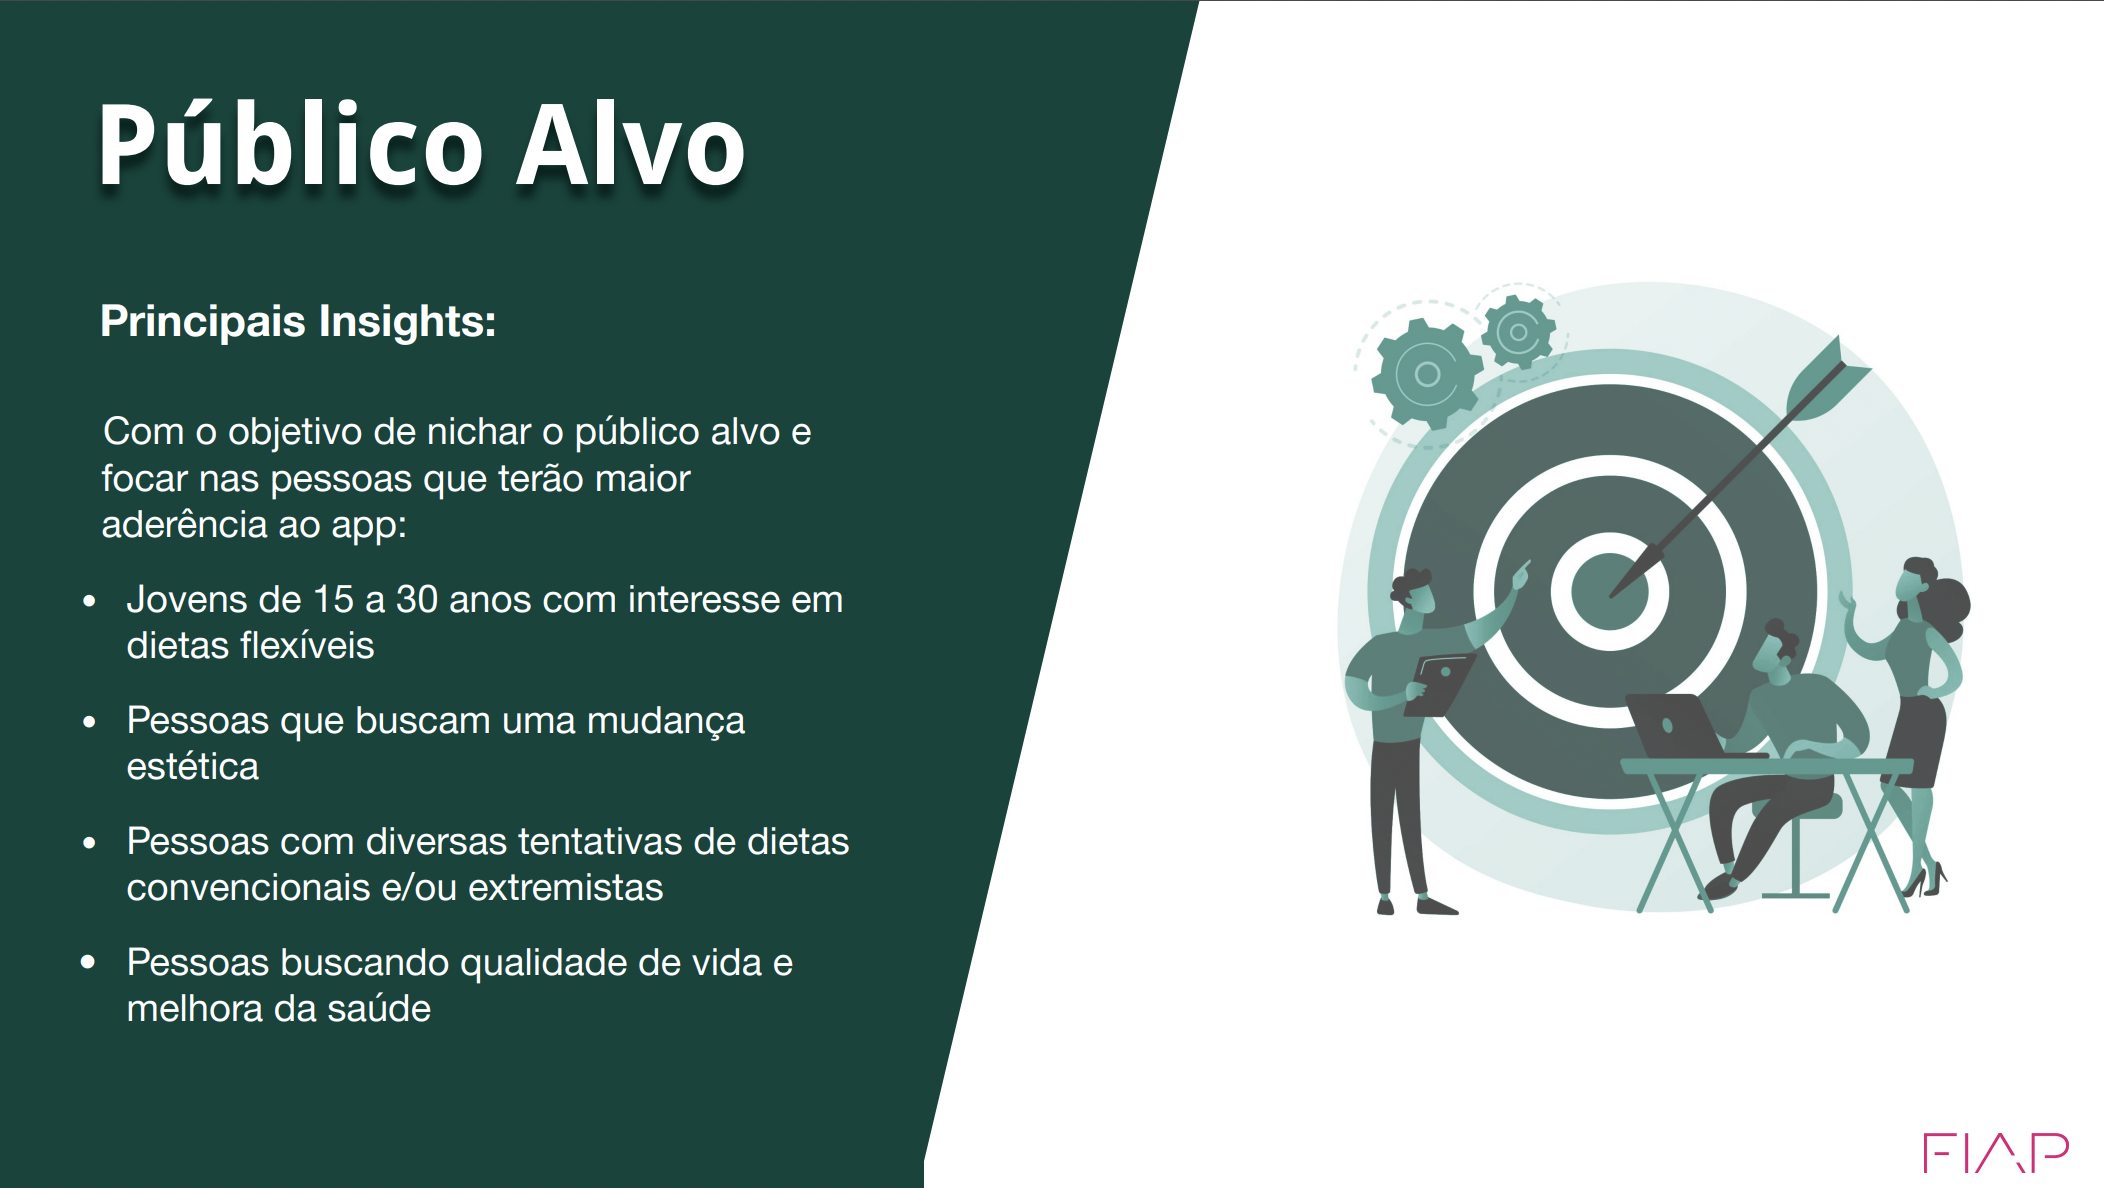 Público Alvo
Principais Insights:
Com o objetivo de nichar o público alvo e
focar nas pessoas que terão maior
aderência ao app:
• Jovens de 15 a 30 anos com interesse em
dietas flexíveis
• Pessoas que buscam uma mudança
estética
• Pessoas com diversas tentativas de dietas
convencionais e/ou extremistas
• Pessoas buscando qualidade de vida e
melhora da saúde
FIAP